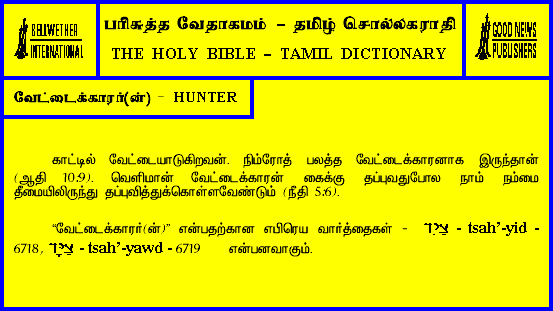 BELLWETHER
INTERNATIONAL
பரிசுத்த வேதாகமம் – தமிழ் சொல்லகராதி
THE HOLY BIBLE – TAMIL DICTIONARY
GOOD NEWS
PUBLISHERS
வேட்டைக்காரர்(ன்) – HUNTER
காட்டில் வேட்டையாடுகிறவன். நிம்ரோத் பலத்த வேட்டைக்காரனாக இருந்தான்
(ஆதி 10:9). வெளிமான் வேட்டைக்காரன் கைக்கு தப்புவதுபோல நாம் நம்மை
தீமையிலிருந்து தப்புவித்துக்கொள்ளவேண்டும் (நீதி 5:6).
“வேட்டைக்காரர்(ன்)” என்பதற்கான எபிரெய வார்த்தைகள் - צַיִד - tsah’-yid -
6718, צַיָּד - tsah’-yawd - 6719 என்பனவாகும்.